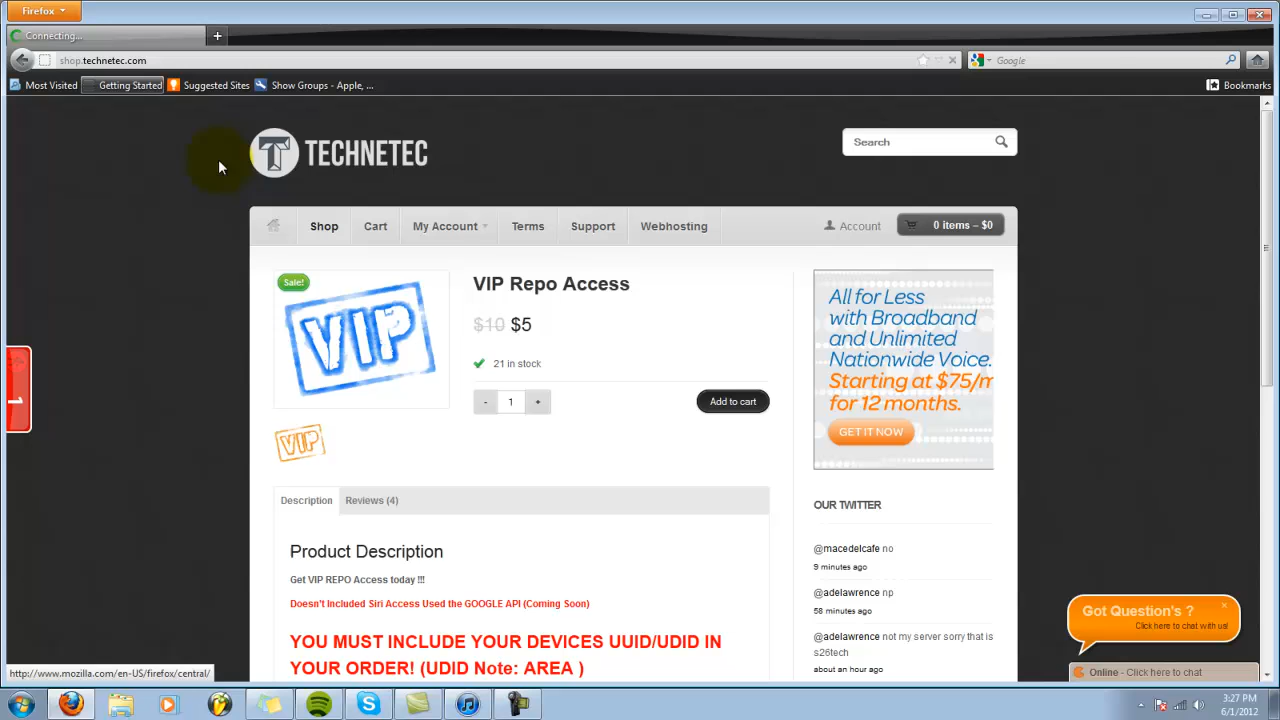 Firefox
Connecting...
shop.technetec.com
Google
Most Visited
Getting Started
Suggested Sites
Show Groups - Apple, ...
Bookmarks
T TECHNETEC
Search
Shop
Cart
My Account
Terms
Support
Webhosting
Account
0 items – $0
Sale!
VIP
VIP
VIP Repo Access
$10 $5
21 in stock
- 1 +
Add to cart
All for Less
with Broadband
and Unlimited
Nationwide Voice.
Starting at $75/m
for 12 months.
GET IT NOW
Description
Reviews (4)
Product Description
Get VIP REPO Access today !!!
Doesn't Included Siri Access Used the GOOGLE API (Coming Soon)
YOU MUST INCLUDE YOUR DEVICES UUID/UDID IN
YOUR ORDER! (UDID Note: AREA )
OUR TWITTER
@macedelcafe no
9 minutes ago
@adelawrence np
58 minutes ago
@adelawrence not my server sorry that is
s26tech
about an hour ago
1
Got Question's ?
Click here to chat with us!
Online - Click here to chat
http://www.mozilla.com/en-US/firefox/central/
3:27 PM
6/1/2012